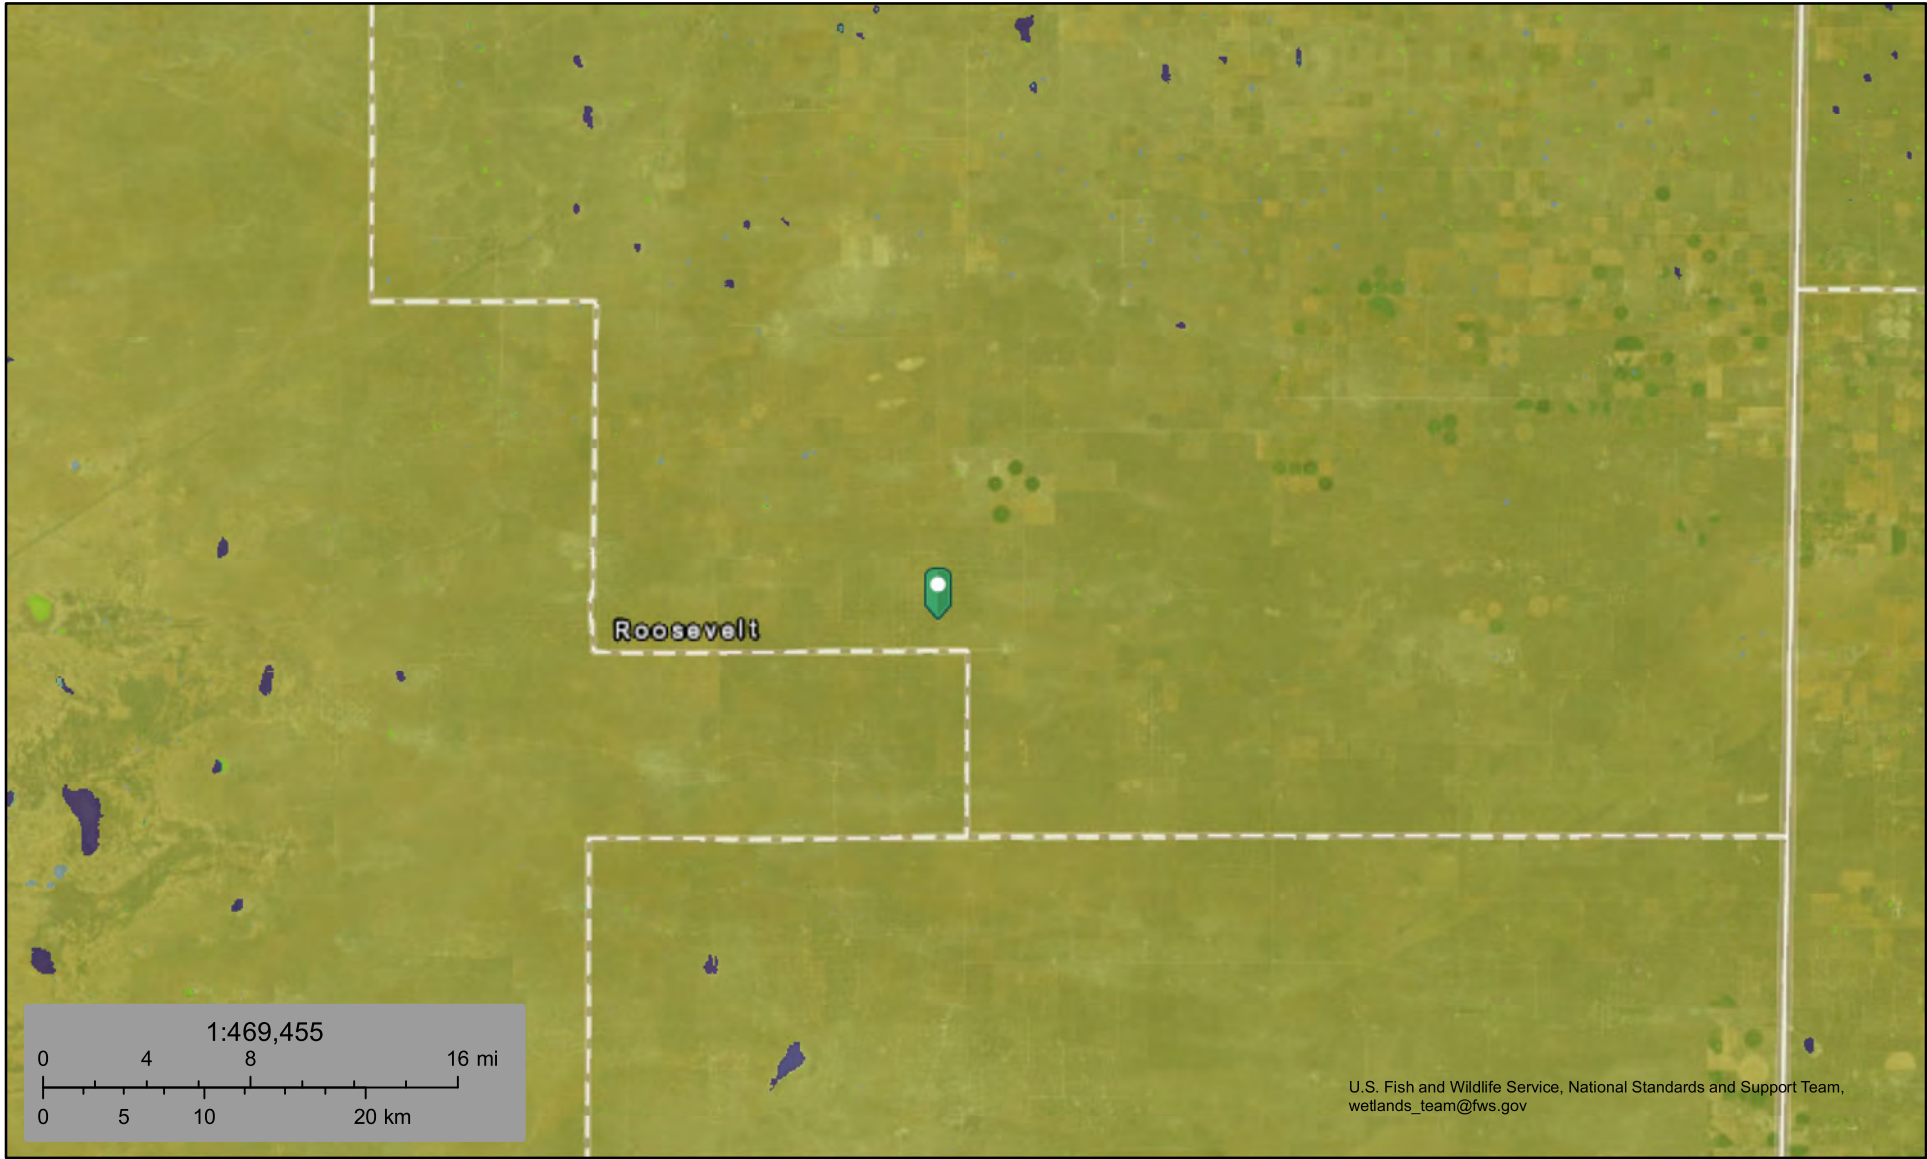 Roosevelt
1:469,455
0 4 8 16 mi
0 5 10 20 km
U.S. Fish and Wildlife Service, National Standards and Support Team,
wetlands_team@fws.gov